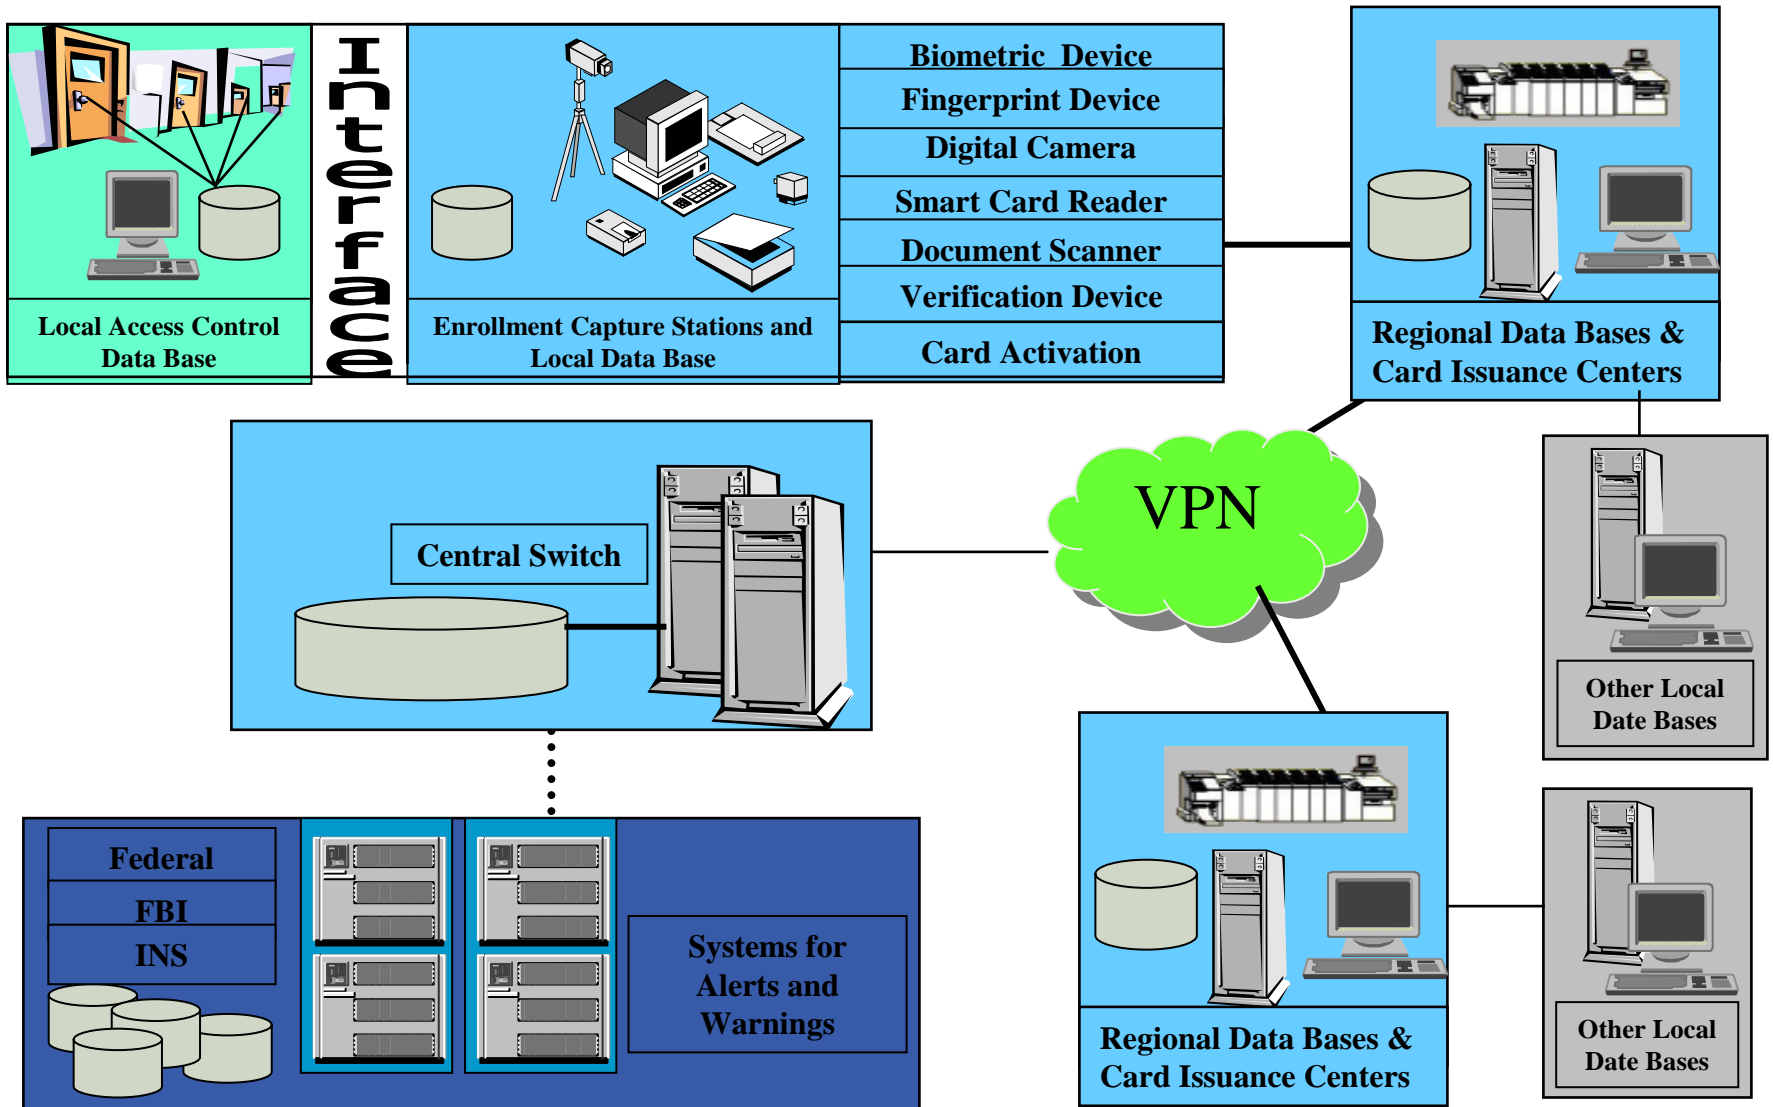 Local Access Control
Data Base
Interface
Enrollment Capture Stations and
Local Data Base
Biometric Device
Fingerprint Device
Digital Camera
Smart Card Reader
Document Scanner
Verification Device
Card Activation
Regional Data Bases &
Card Issuance Centers
Central Switch
VPN
Other Local
Date Bases
Federal
FBI
INS
Systems for
Alerts and
Warnings
Regional Data Bases &
Card Issuance Centers
Other Local
Date Bases